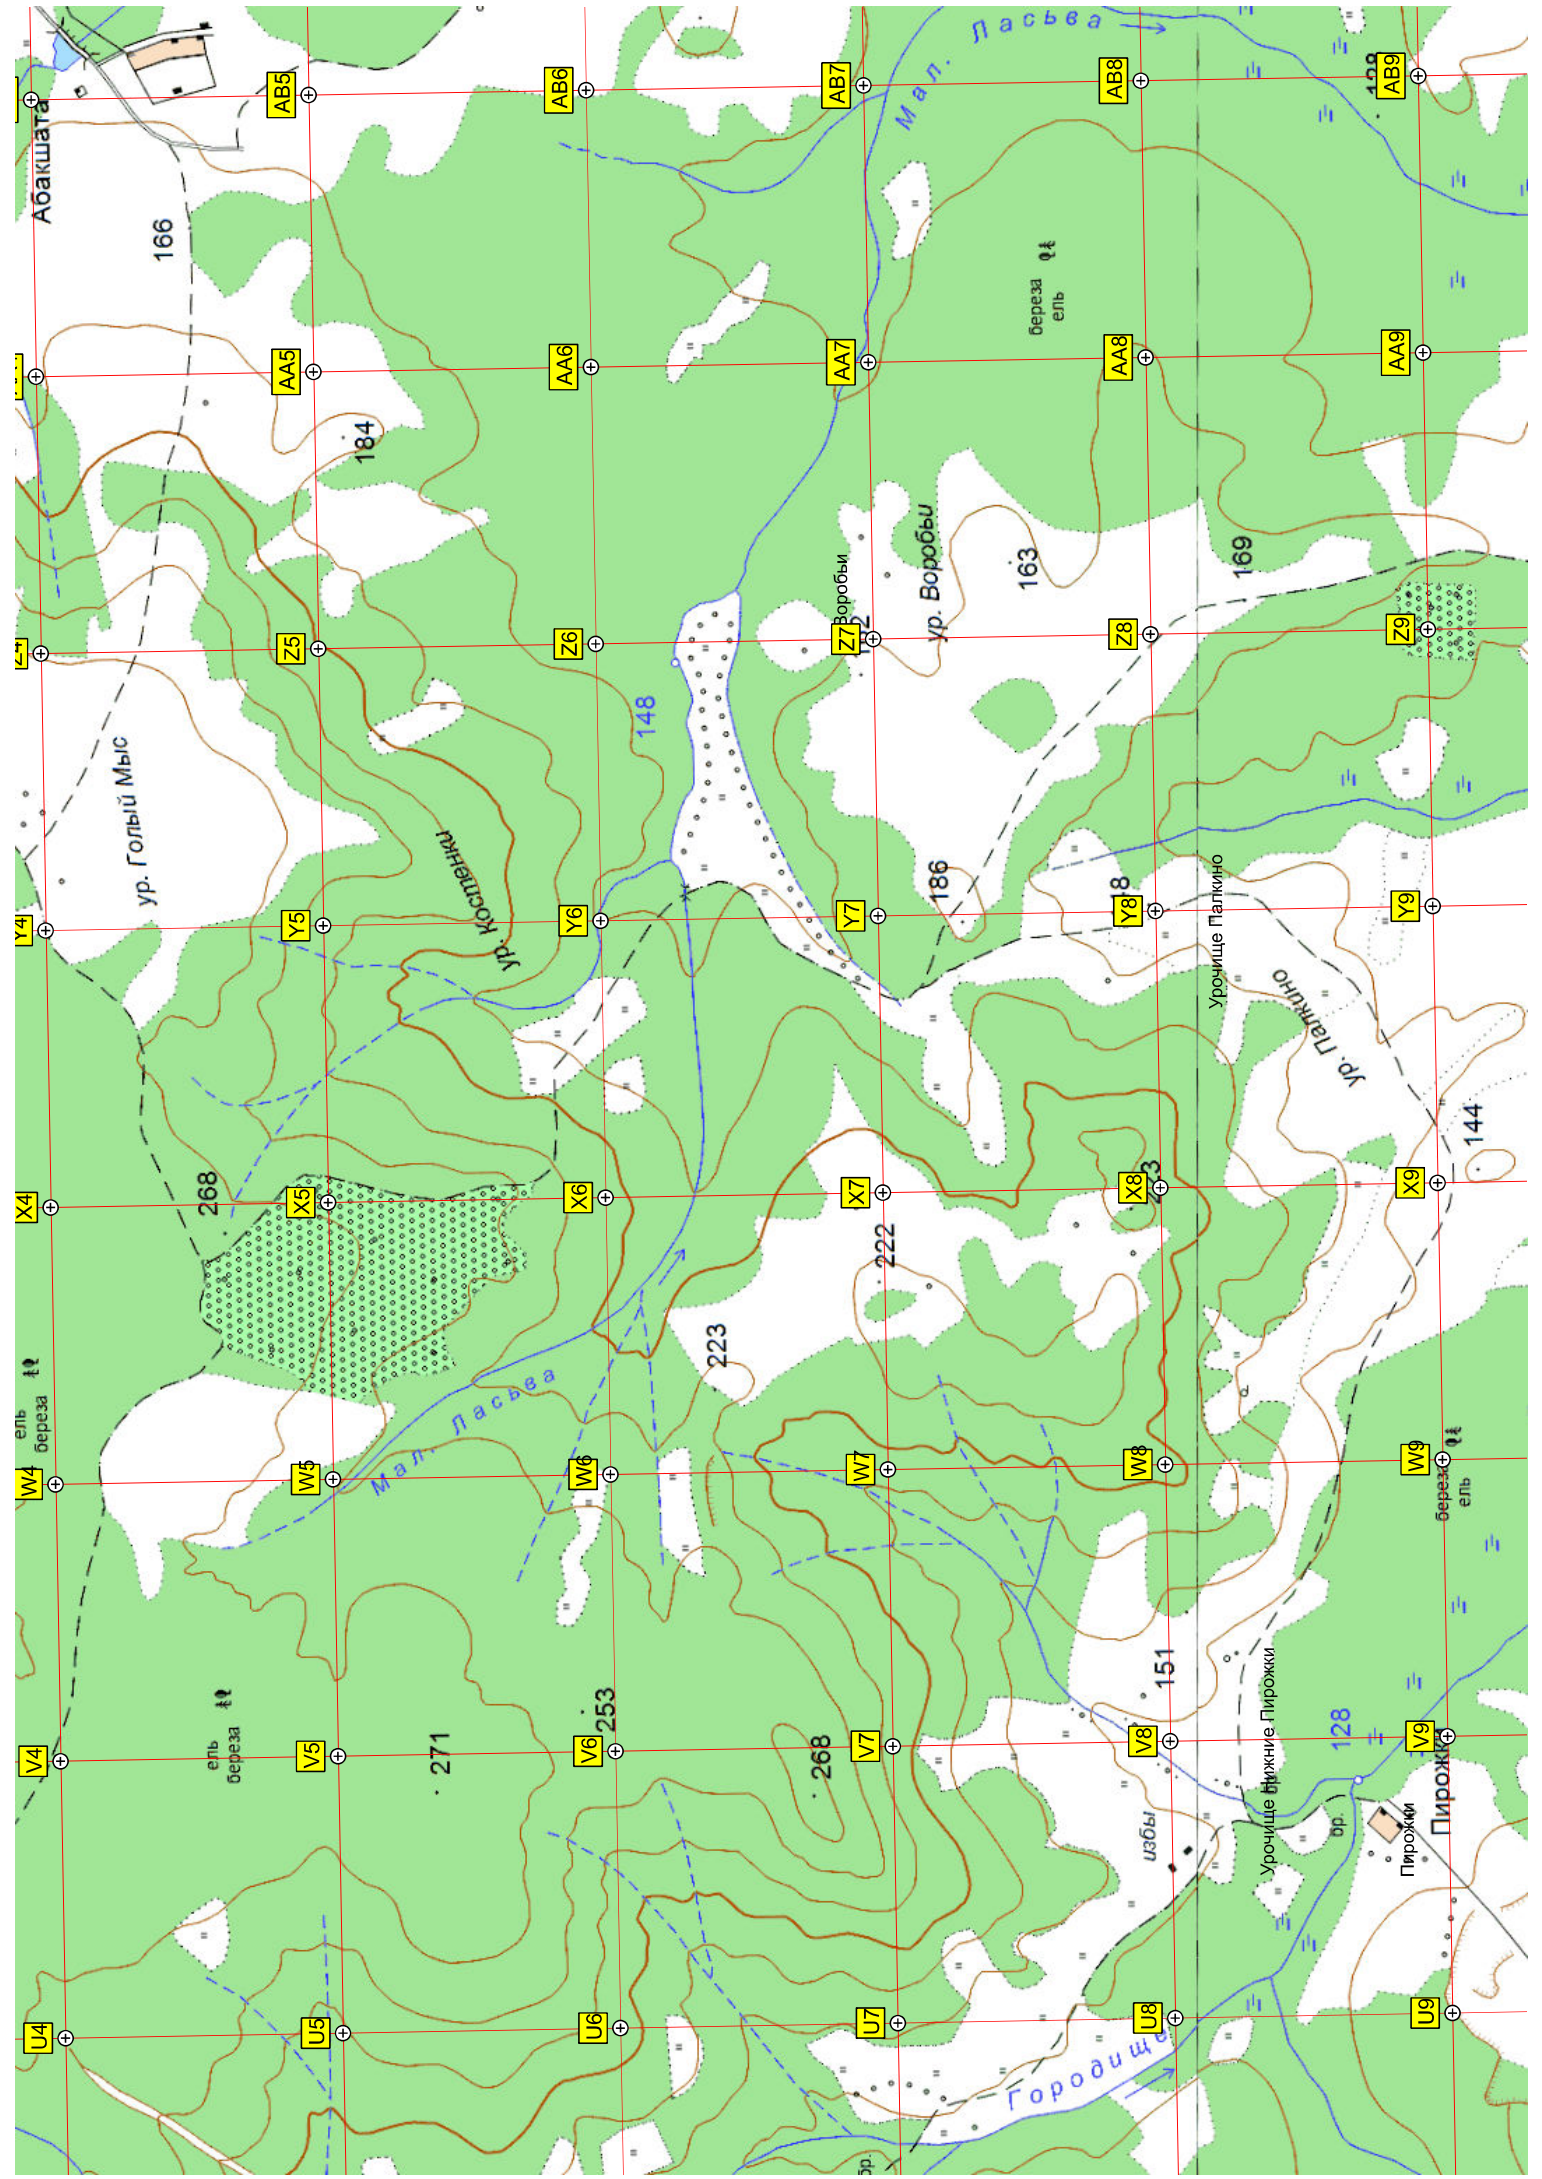 Абакшата
166
AB5
AB6
AB7
AB8
AB9
Мал. Ласьва
AA5
AA6
AA7
AA8
AA9
184
береза
ель
Z5
Z6
Z7
Z8
Z9
ур. Голый Мыс
148
Воробьи
ур. Воробьи
163
169
Y4
Y5
Y6
Y7
Y8
Y9
ур. Костенки
186
Урочище Папкино
ур. Папкино
X4
X5
X6
X7
X8
X9
268
222
144
223
ель
береза
W4
W5
W6
W7
W8
W9
Мал. Ласьва
береза
ель
V4
V5
V6
V7
V8
V9
ель
береза
271
253
268
151
128
избы
Урочище Нижние Пирожки
бр.
Пирожки
Пирожки
U4
U5
U6
U7
U8
U9
Городище
бр.